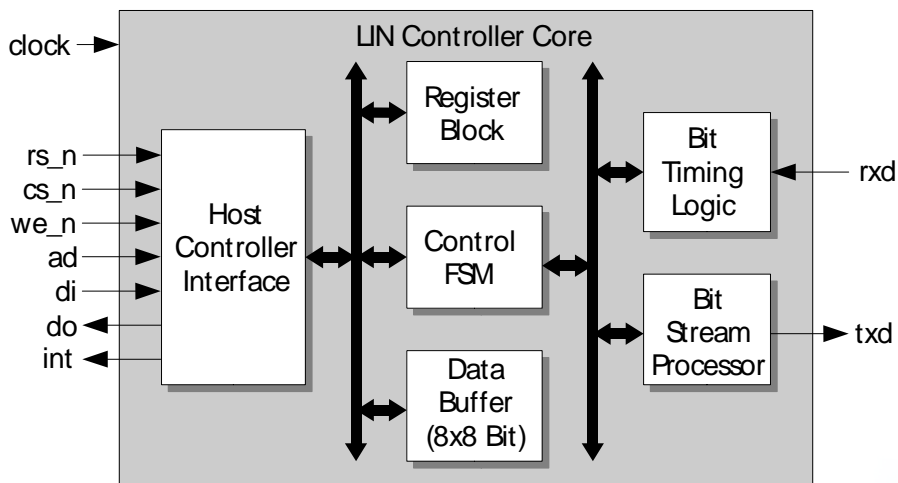 LIN Controller Core
clock
rs_n
cs_n
we_n
ad
di
do
int
Host
Controller
Interface
Register
Block
Control
FSM
Data
Buffer
(8x8 Bit)
Bit
Timing
Logic
Bit
Stream
Processor
rxd
txd